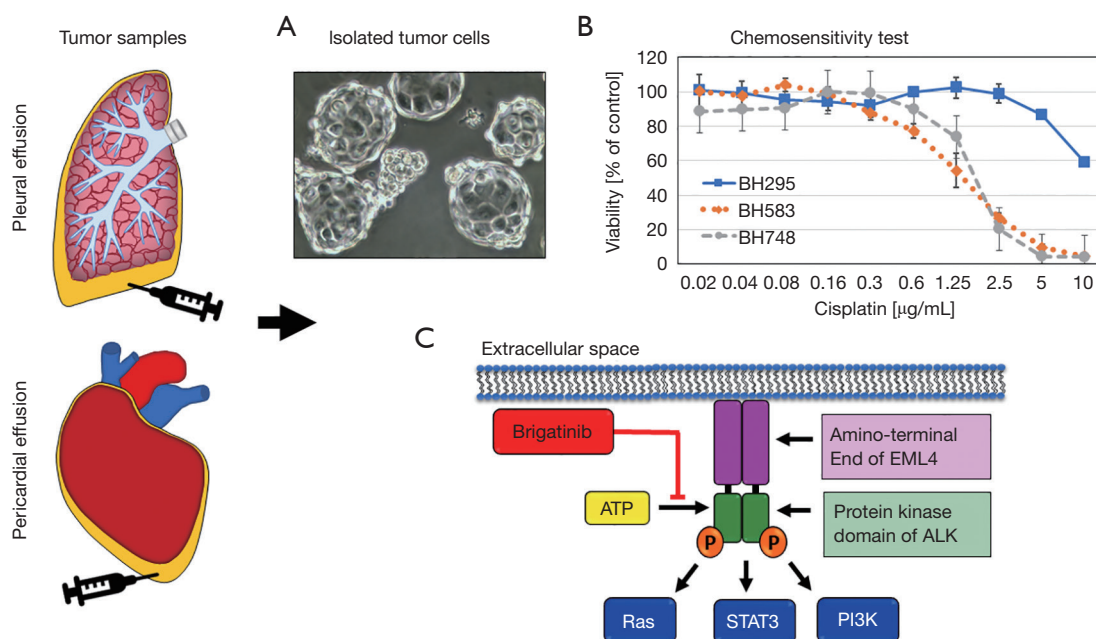 Tumor samples
Pleural effusion
Pericardial effusion
A
Isolated tumor cells
B
Chemosensitivity test
Viability [% of control]
120
100
80
60
40
20
0
BH295
BH583
BH748
0.02 0.04 0.08 0.16 0.3 0.6 1.25 2.5 5 10
Cisplatin [µg/mL]
C
Extracellular space
Brigatinib
Amino-terminal
End of EML4
ATP
Protein kinase
domain of ALK
P P
Ras STAT3 PI3K